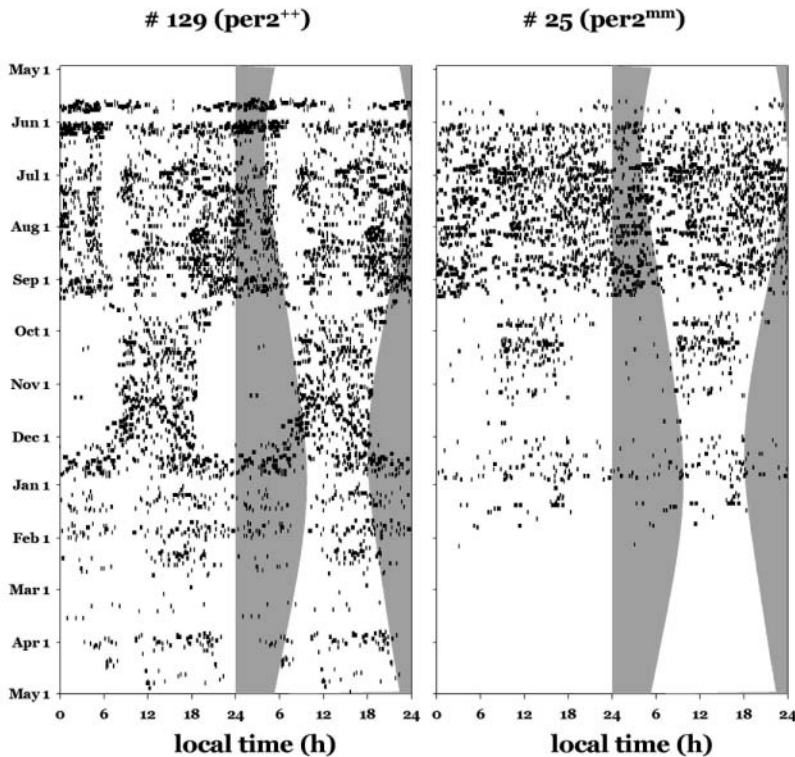 # 129 (per2⁺⁺)
# 25 (per2ᵐᵐ)
May 1
Jun 1
Jul 1
Aug 1
Sep 1
Oct 1
Nov 1
Dec 1
Jan 1
Feb 1
Mar 1
Apr 1
May 1
0 6 12 18 24 6 12 18 24
0 6 12 18 24 6 12 18 24
local time (h)
local time (h)